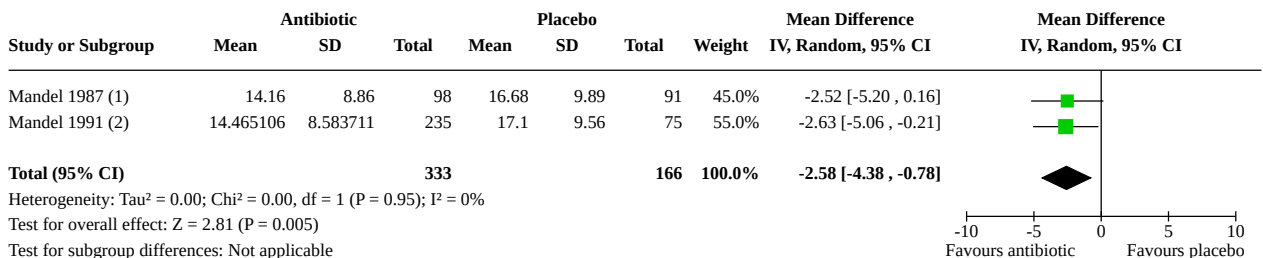 Antibiotic Placebo Mean Difference Mean Difference
Study or Subgroup Mean SD Total Mean SD Total Weight IV, Random, 95% CI IV, Random, 95% CI
Mandel 1987 (1) 14.16 8.86 98 16.68 9.89 91 45.0% -2.52 [-5.20 , 0.16]
Mandel 1991 (2) 14.465106 8.583711 235 17.1 9.56 75 55.0% -2.63 [-5.06 , -0.21]
Total (95% CI) 333 166 100.0% -2.58 [-4.38 , -0.78]
Heterogeneity: Tau² = 0.00; Chi² = 0.00, df = 1 (P = 0.95); I² = 0%
Test for overall effect: Z = 2.81 (P = 0.005)
-10 -5 0 5 10
Test for subgroup differences: Not applicable Favours antibiotic Favours placebo